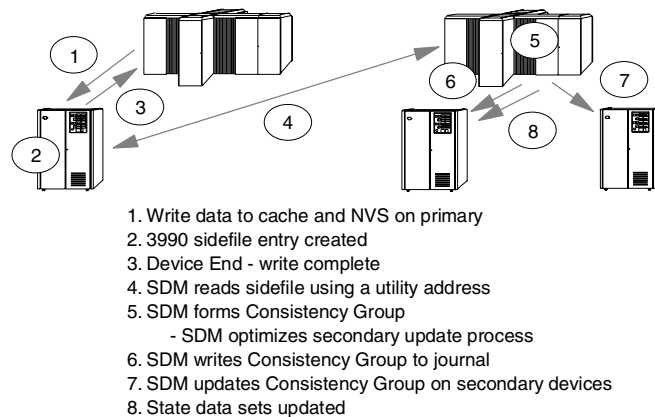 1
5
6
7
3
4
8
2
1. Write data to cache and NVS on primary
2. 3990 sidefile entry created
3. Device End - write complete
4. SDM reads sidefile using a utility address
5. SDM forms Consistency Group
- SDM optimizes secondary update process
6. SDM writes Consistency Group to journal
7. SDM updates Consistency Group on secondary devices
8. State data sets updated